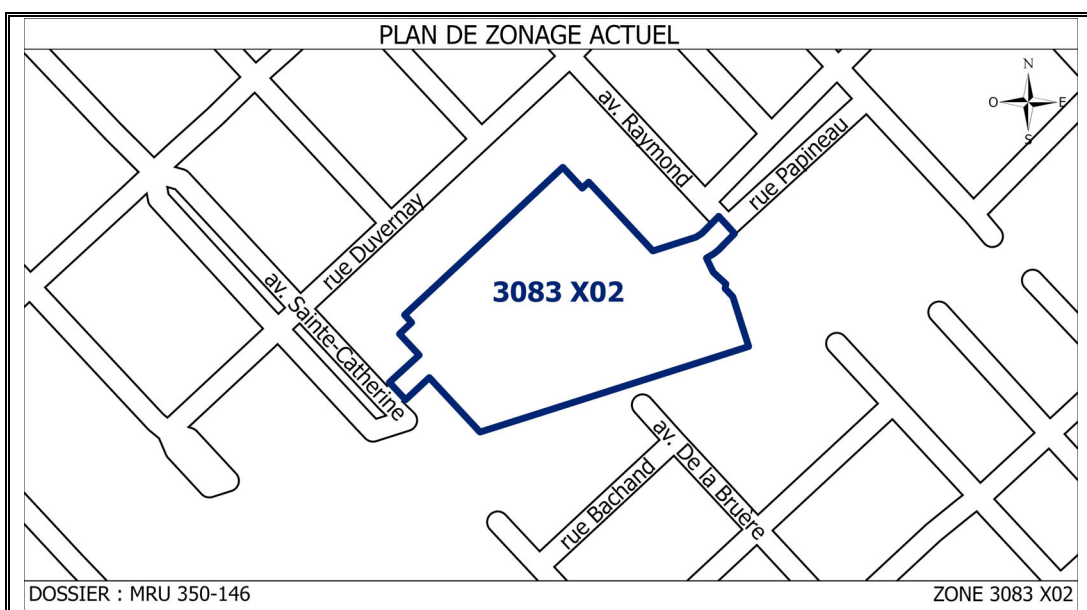 PLAN DE ZONAGE ACTUEL
N
O
E
S
av. Raymond
rue Papineau
rue Duvernay
av. Sainte-Catherine
3083 X02
av. De la Bruère
rue Bachand
DOSSIER : MRU 350-146
ZONE 3083 X02